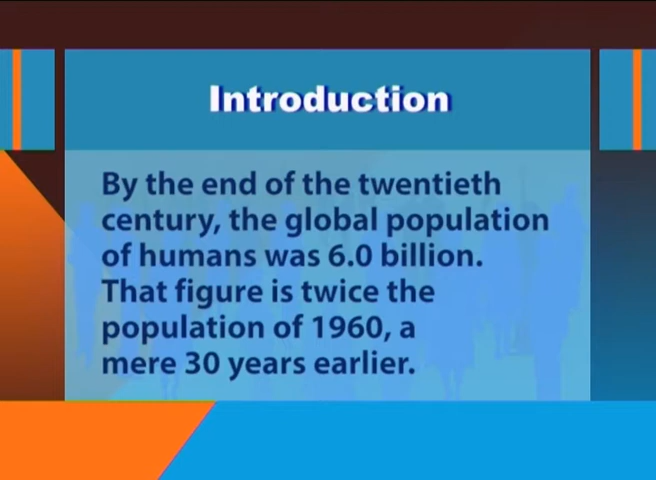 Introduction
By the end of the twentieth
century, the global population
of humans was 6.0 billion.
That figure is twice the
population of 1960, a
mere 30 years earlier.